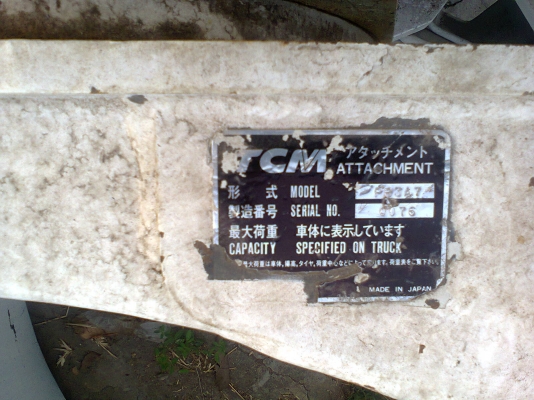 TCM アタッチメント
ATTACHMENT
形式 MODEL
製造番号 SERIAL NO.
最大荷重 車体に表示しています
CAPACITY SPECIFIED ON TRUCK
MADE IN JAPAN